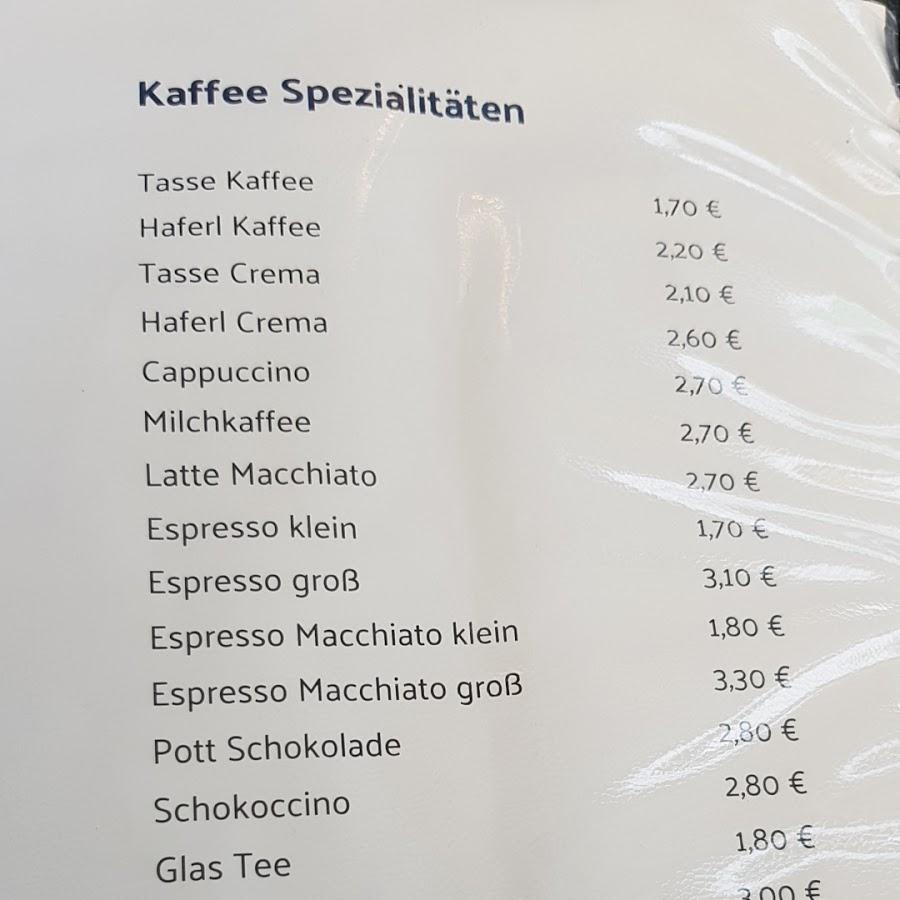 Kaffee Spezialitäten
Tasse Kaffee 1,70 €
Haferl Kaffee 2,20 €
Tasse Crema 2,10 €
Haferl Crema 2,60 €
Cappuccino 2,70 €
Milchkaffee 2,70 €
Latte Macchiato 2,70 €
Espresso klein 1,70 €
Espresso groß 3,10 €
Espresso Macchiato klein 1,80 €
Espresso Macchiato groß 3,30 €
Pott Schokolade 2,80 €
Schokoccino 2,80 €
Glas Tee 1,80 €